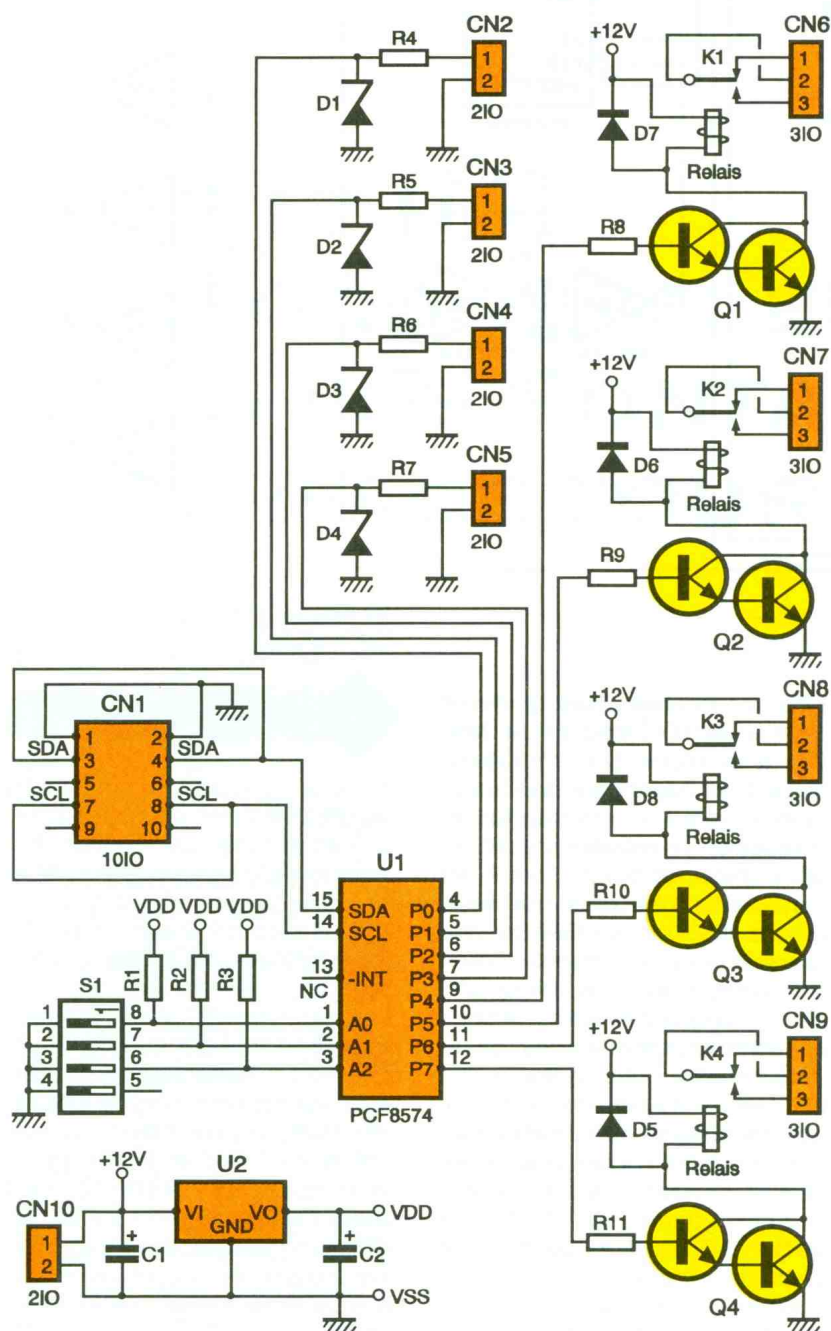 CN2
R4
1
2
D1
2IO
CN3
R5
1
2
D2
2IO
CN4
R6
1
2
D3
2IO
CN5
R7
1
2
D4
2IO
+12V
K1
CN6
1
2
3
3IO
D7
Relais
R8
Q1
+12V
K2
CN7
1
2
3
3IO
D6
Relais
R9
Q2
+12V
K3
CN8
1
2
3
3IO
D8
Relais
R10
Q3
+12V
K4
CN9
1
2
3
3IO
D5
Relais
R11
Q4
CN1
1 2
SDA 3 4 SDA
5 6
SCL 7 8 SCL
9 10
10IO
U1
15 SDA P0 4
14 SCL P1 5
P2 6
13 -INT P3 7
NC P4 9
1 A0 P5 10
2 A1 P6 11
3 A2 P7 12
PCF8574
VDD VDD VDD
R1 R2 R3
S1
1
1 8
2 7
3 6
4 5
+12V
U2
CN10
1
2
2IO
VI VO
GND
+ C1
+ C2
VDD
VSS